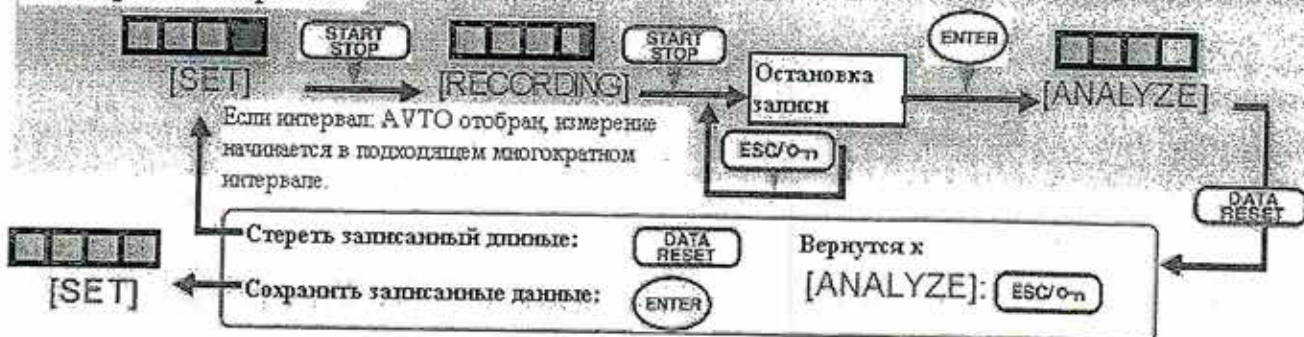 START STOP
START STOP
ENTER
[SET]
[RECORDING]
Остановка записи
[ANALYZE]
Если интервал: AVTO отобран, измерение
начинается в подходящем многократном
интервале.
ESC/
DATA RESET
Стереть записанный длнные:
DATA RESET
Вернутся х
[SET]
Сохранить записанные данные:
ENTER
[ANALYZE]:
ESC/